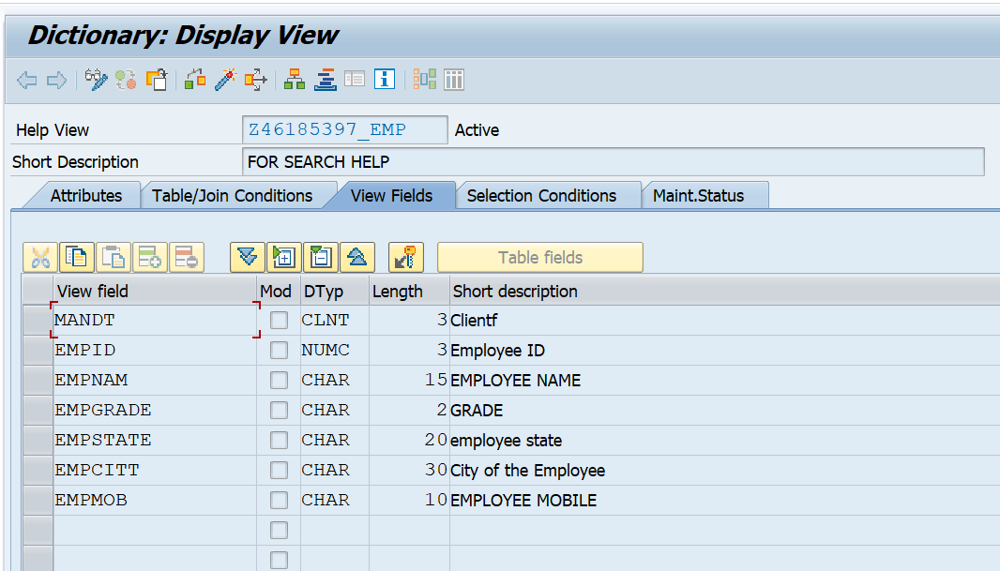 Dictionary: Display View
Help View Z46185397_EMP Active
Short Description FOR SEARCH HELP
Attributes Table/Join Conditions View Fields Selection Conditions Maint.Status
Table fields
View field Mod DTyp Length Short description
MANDT CLNT 3 Clientf
EMPID NUMC 3 Employee ID
EMPNAM CHAR 15 EMPLOYEE NAME
EMPGRADE CHAR 2 GRADE
EMPSTATE CHAR 20 employee state
EMPCITT CHAR 30 City of the Employee
EMPMOB CHAR 10 EMPLOYEE MOBILE